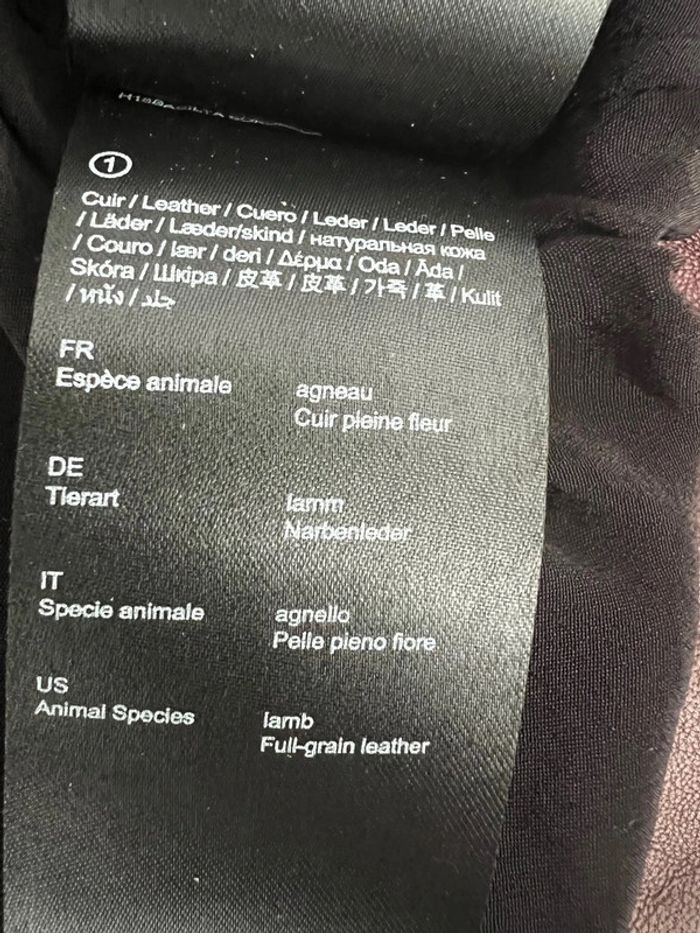 ①
Cuir / Leather / Cuero / Leder / Leder / Pelle
/ Läder / Læder/skind / натуральная кожа
/ Couro / lær / deri / Δέρμα / Oda / Āda /
Skóra / Шкіра / 皮革 / 皮革 / 가죽 / 革 / Kulit
/ หนัง / جلد
FR
Espèce animale agneau
Cuir pleine fleur
DE
Tierart lamm
Narbenleder
IT
Specie animale agnello
Pelle pieno fiore
US
Animal Species lamb
Full-grain leather